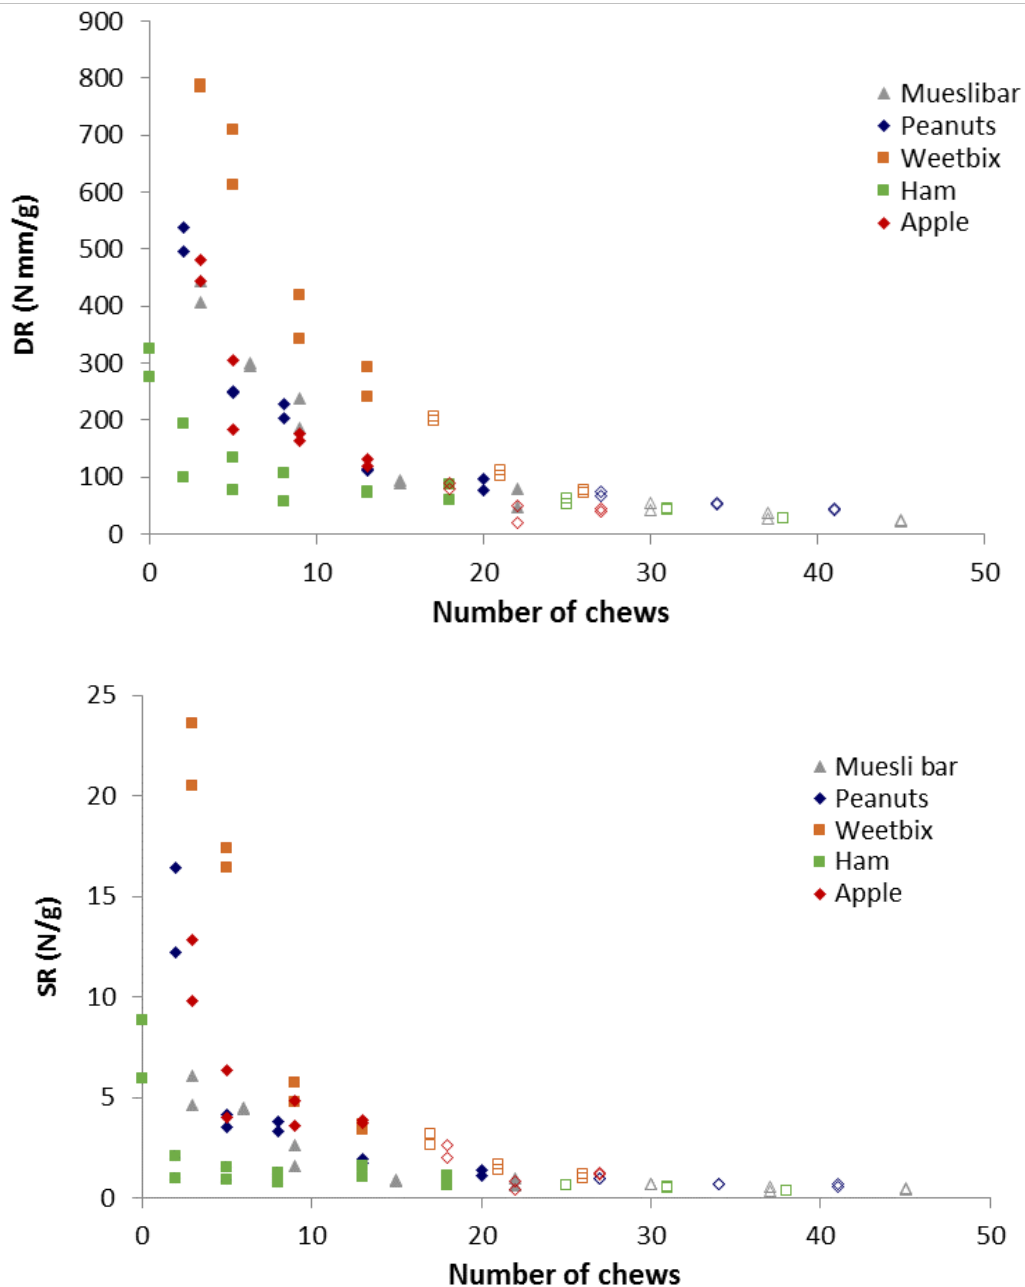 900
800
700
600
500
400
300
200
100
0
DR (N mm/g)
Mueslibar
Peanuts
Weetbix
Ham
Apple
0 10 20 30 40 50
Number of chews
25
20
15
10
5
0
SR (N/g)
Muesli bar
Peanuts
Weetbix
Ham
Apple
0 10 20 30 40 50
Number of chews